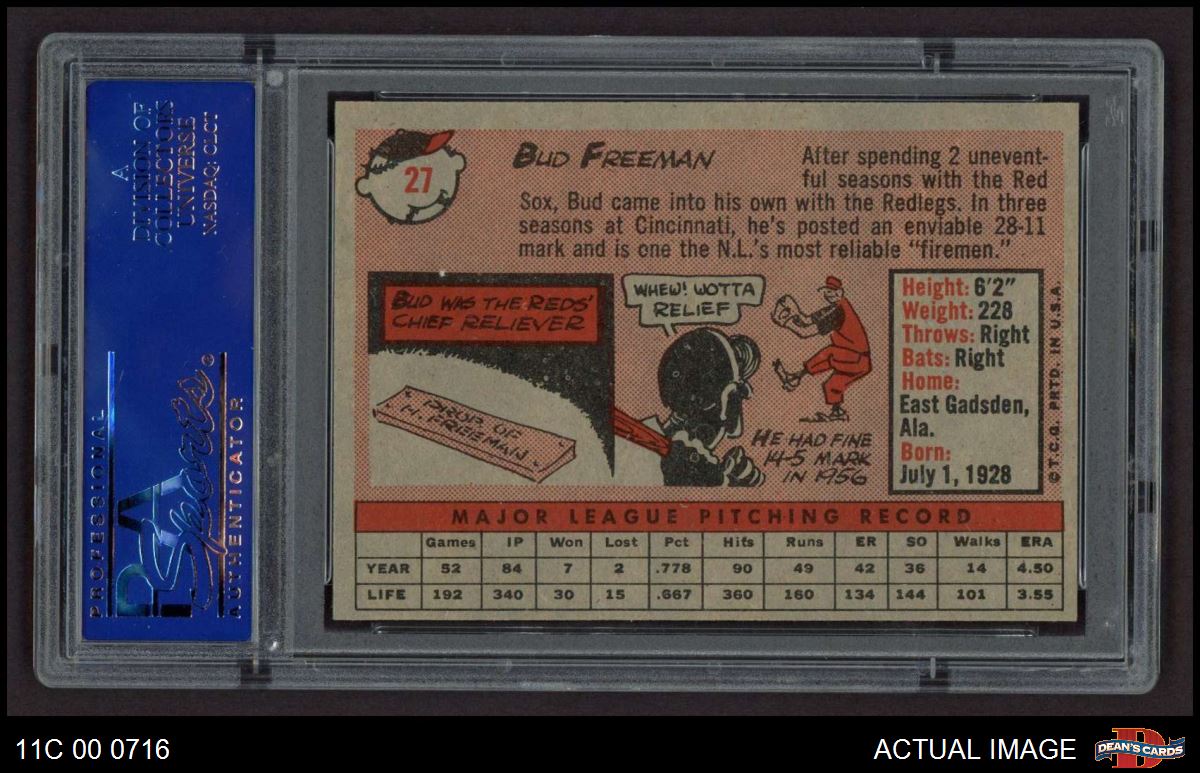 A
DIVISION OF
COLLECTORS
UNIVERSE
NASDAQ: CLCT
PROFESSIONAL
PSA
Sports
AUTHENTICATOR
27
BUD FREEMAN
After spending 2 unevent-
ful seasons with the Red
Sox, Bud came into his own with the Redlegs. In three
seasons at Cincinnati, he's posted an enviable 28-11
mark and is one the N.L.'s most reliable "firemen."
BUD WAS THE REDS'
CHIEF RELIEVER
PROP. OF
H. FREEMAN
WHEW! WOTTA
RELIEF
HE HAD FINE
14-5 MARK
IN 1956
Height: 6'2"
Weight: 228
Throws: Right
Bats: Right
Home:
East Gadsden,
Ala.
Born:
July 1, 1928
© T.C.G. PRTD. IN U.S.A.
MAJOR LEAGUE PITCHING RECORD
Games IP Won Lost Pct Hits Runs ER SO Walks ERA
YEAR 52 84 7 2 .778 90 49 42 36 14 4.50
LIFE 192 340 30 15 .667 360 160 134 144 101 3.55
11C 00 0716
ACTUAL IMAGE
DEAN'S CARDS